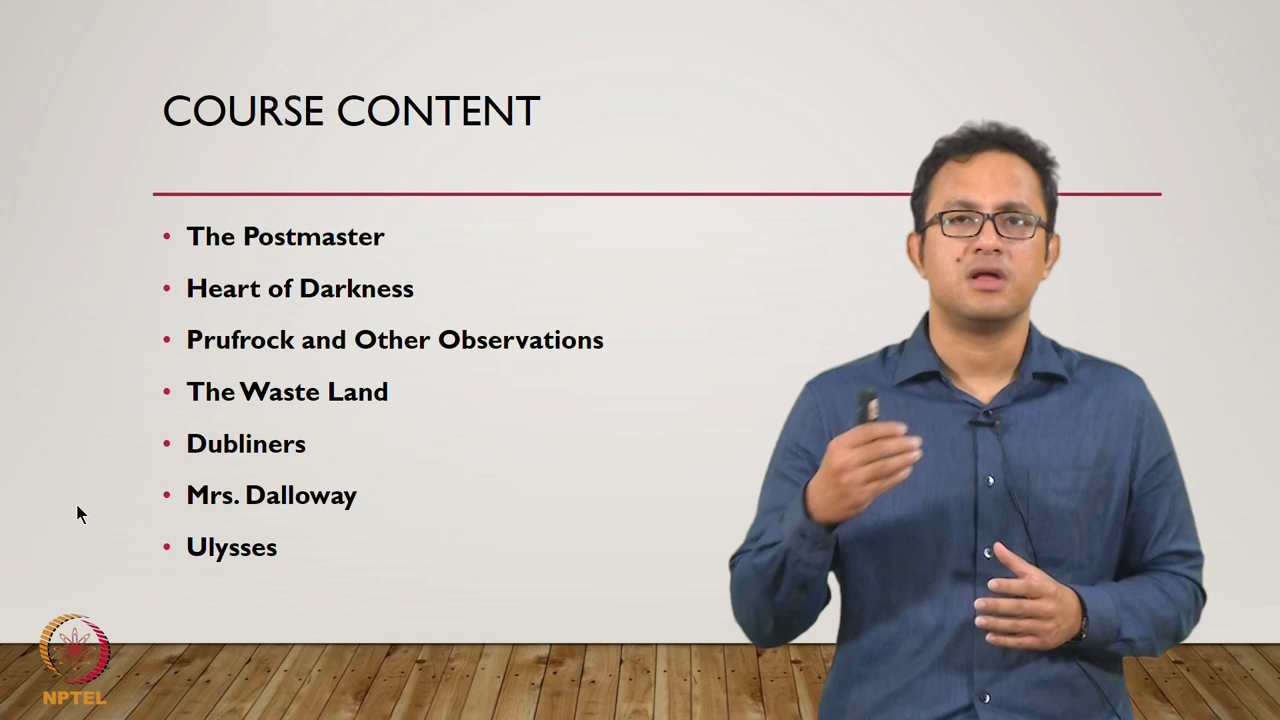 COURSE CONTENT
The Postmaster
Heart of Darkness
Prufrock and Other Observations
The Waste Land
Dubliners
Mrs. Dalloway
Ulysses
NPTEL